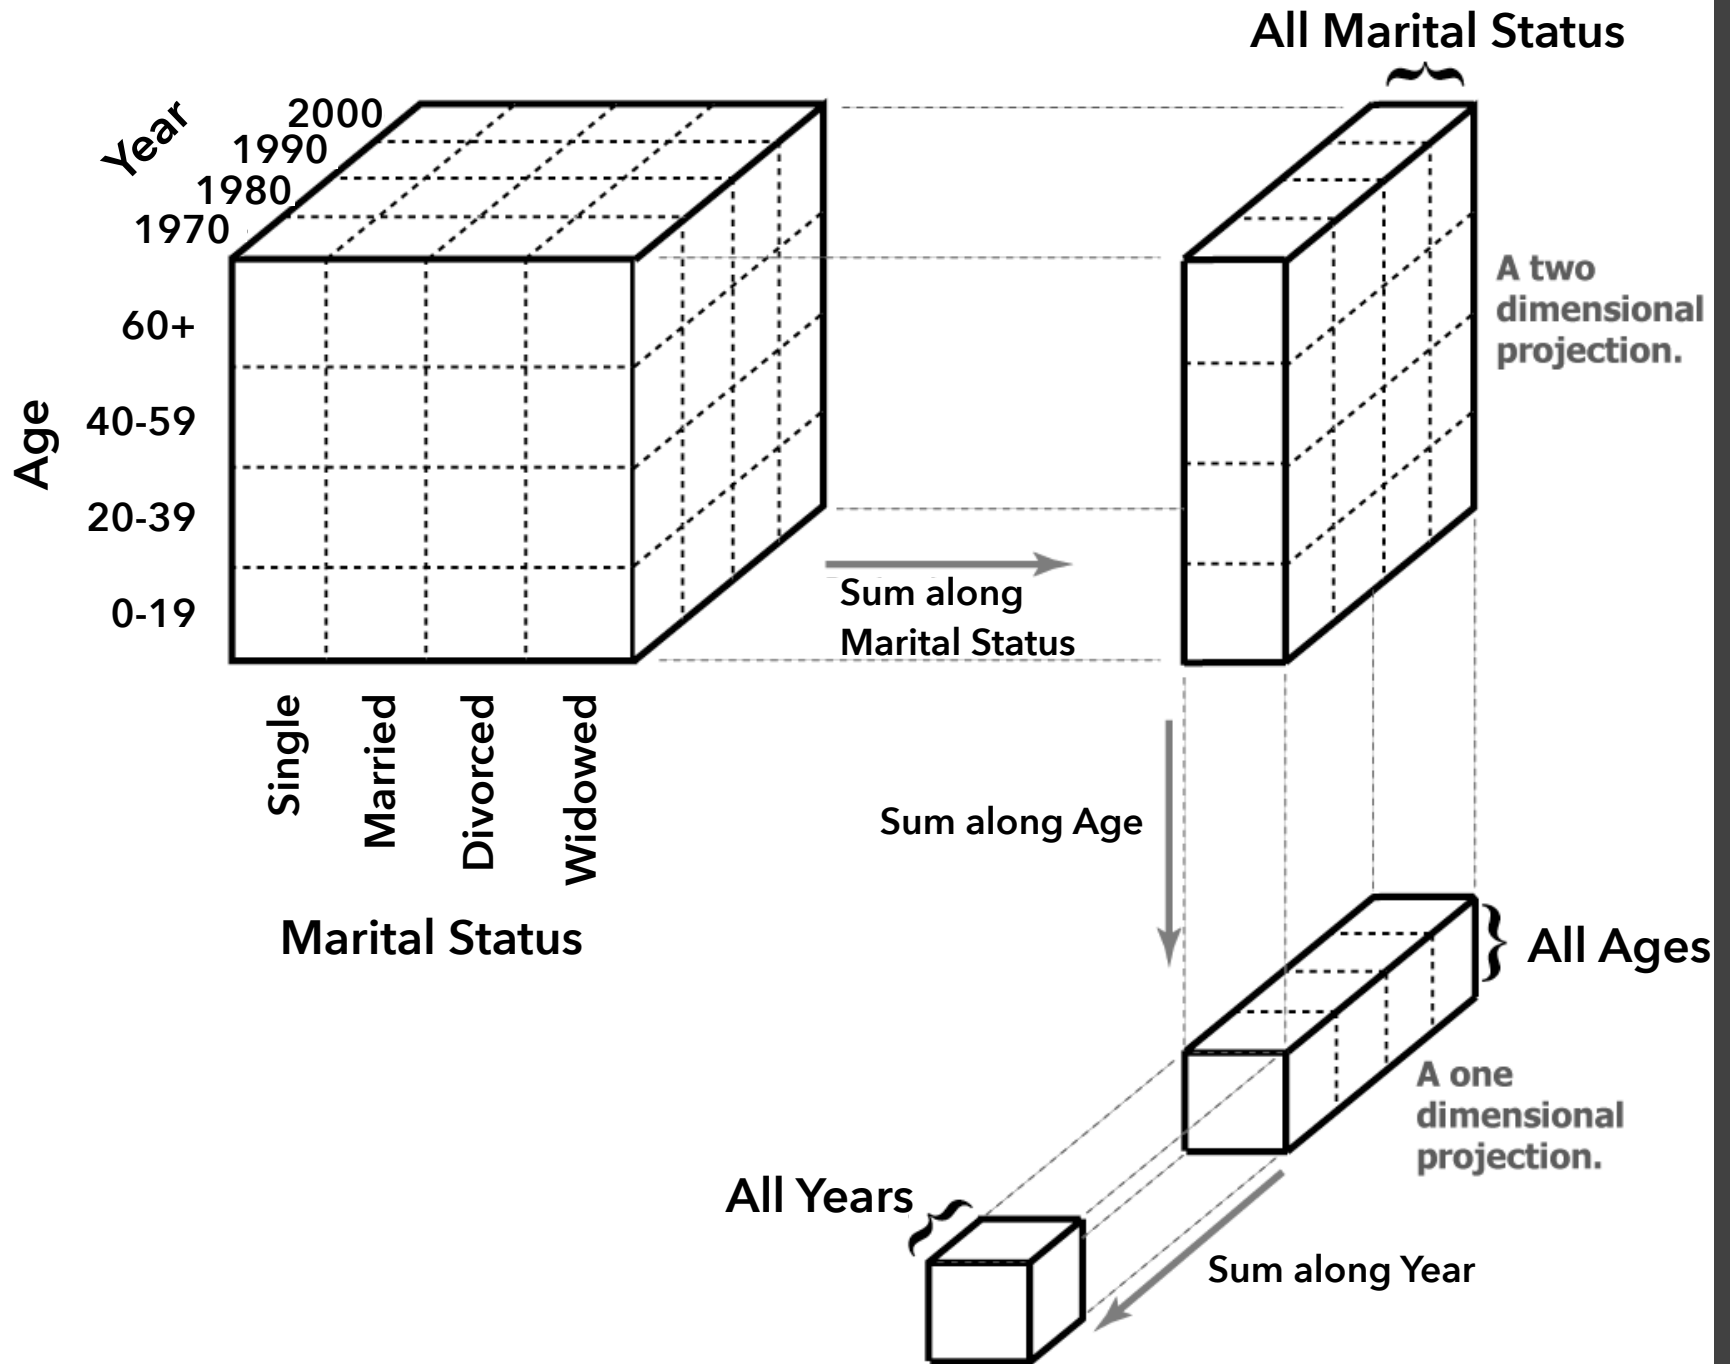 All Marital Status
Year
2000
1990
1980
1970
Age
60+
40-59
20-39
0-19
A two
dimensional
projection.
Sum along
Marital Status
Single
Married
Divorced
Widowed
Marital Status
Sum along Age
All Ages
A one
dimensional
projection.
All Years
Sum along Year